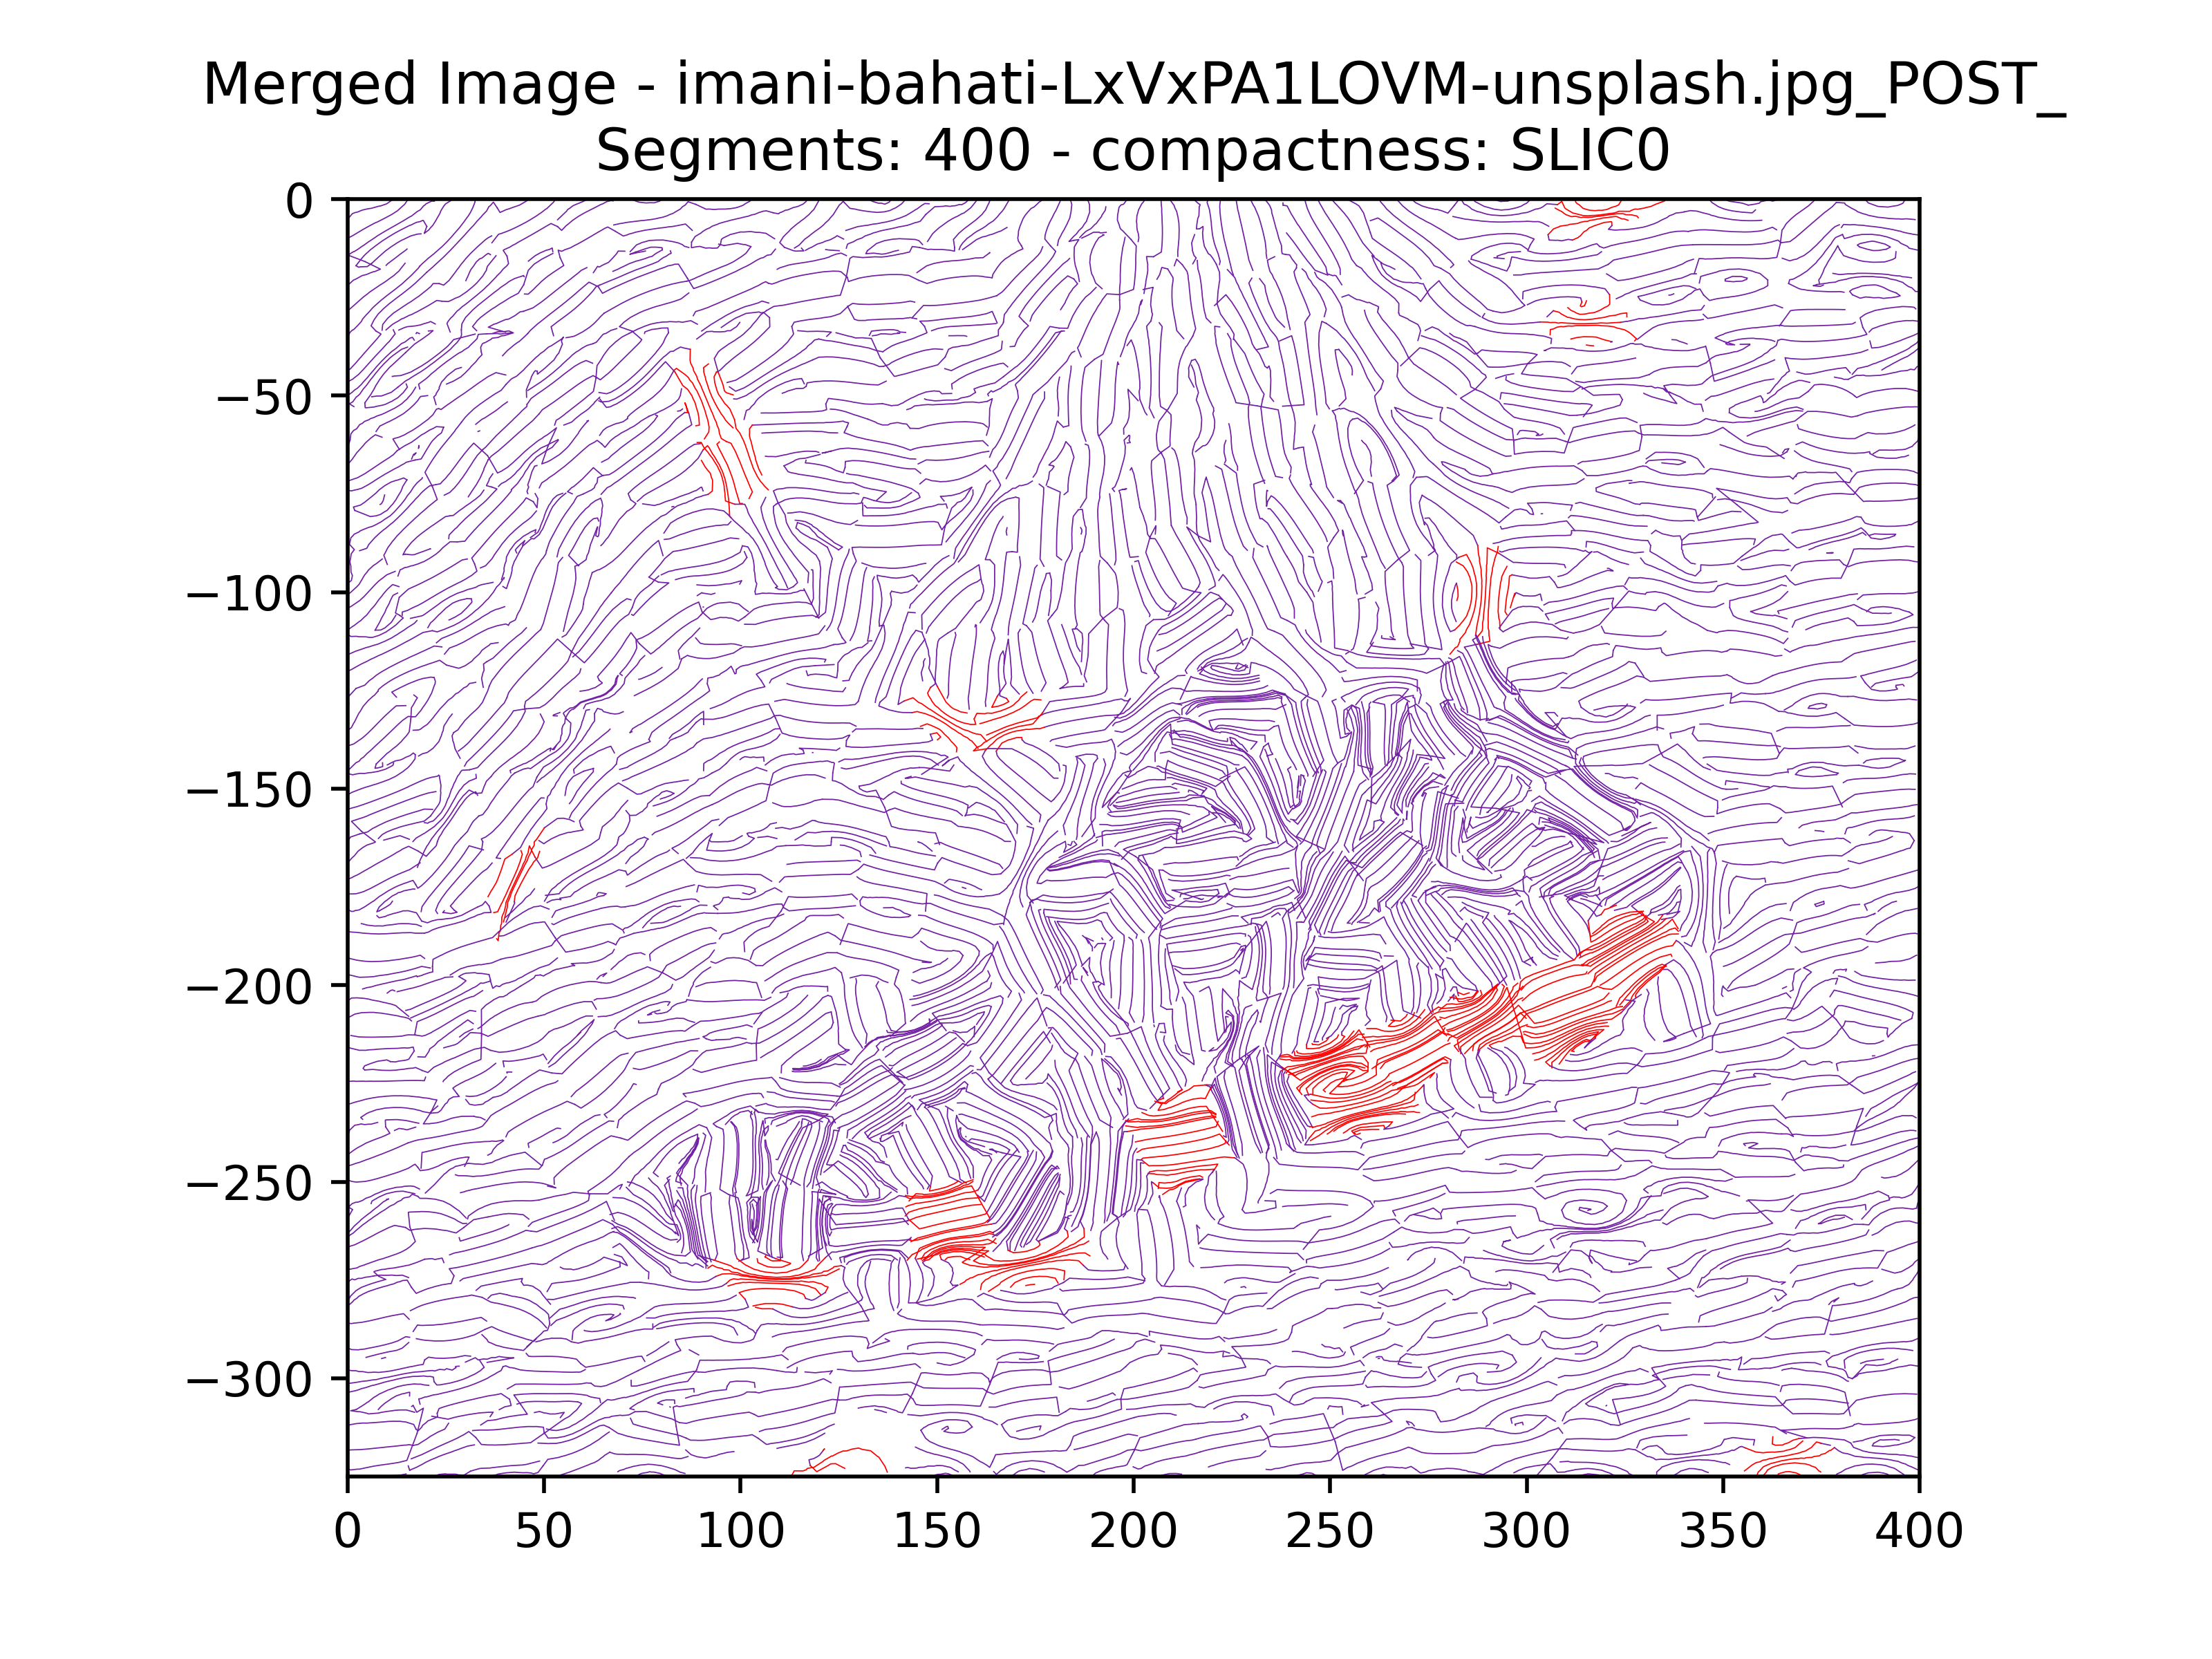 Merged Image - imani-bahati-LxVxPA1LOVM-unsplash.jpg_POST_
Segments: 400 - compactness: SLIC0
0
−50
−100
−150
−200
−250
−300
0 50 100 150 200 250 300 350 400